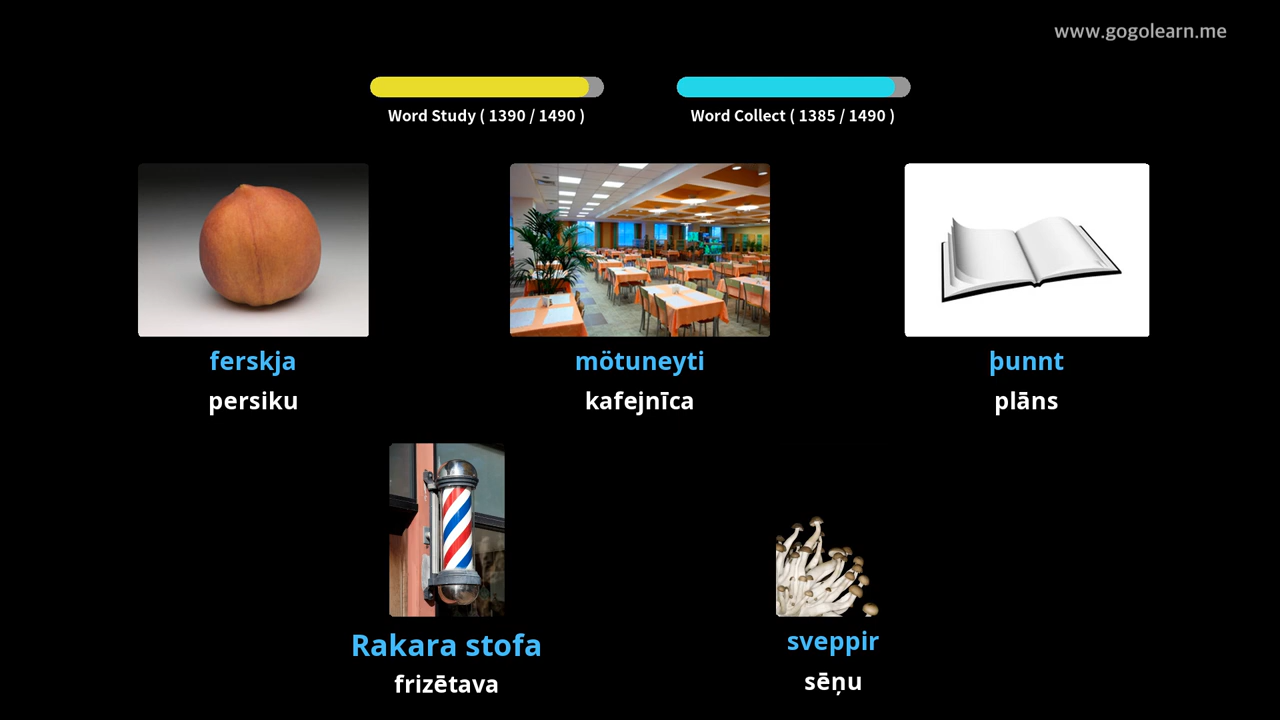 www.gogolearn.me
Word Study ( 1390 / 1490 )
Word Collect ( 1385 / 1490 )
ferskja
persiku
mötuneyti
kafejnīca
þunnt
plāns
Rakara stofa
frizētava
sveppir
sēņu